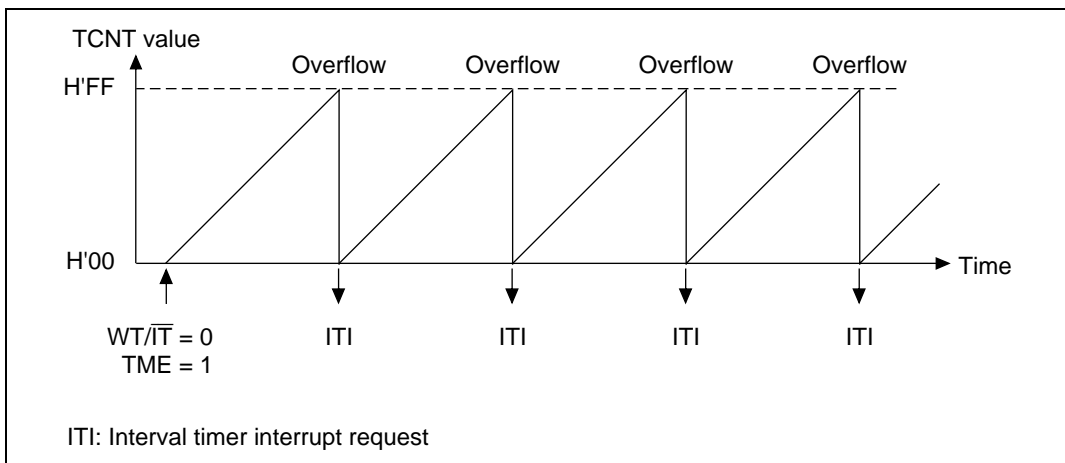 TCNT value
Overflow Overflow Overflow Overflow
H'FF
H'00
Time
WT/I̅T̅ = 0 ITI ITI ITI ITI
TME = 1
ITI: Interval timer interrupt request